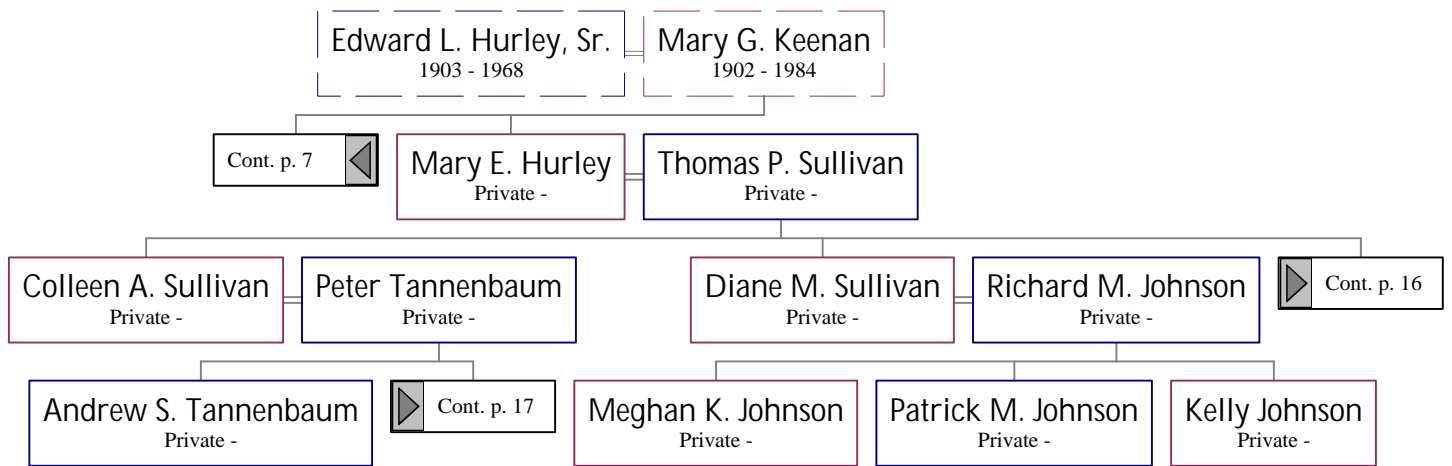 Edward L. Hurley, Sr.
1903 - 1968
Mary G. Keenan
1902 - 1984
Cont. p. 7
Mary E. Hurley
Private -
Thomas P. Sullivan
Private -
Colleen A. Sullivan
Private -
Peter Tannenbaum
Private -
Diane M. Sullivan
Private -
Richard M. Johnson
Private -
Cont. p. 16
Andrew S. Tannenbaum
Private -
Cont. p. 17
Meghan K. Johnson
Private -
Patrick M. Johnson
Private -
Kelly Johnson
Private -